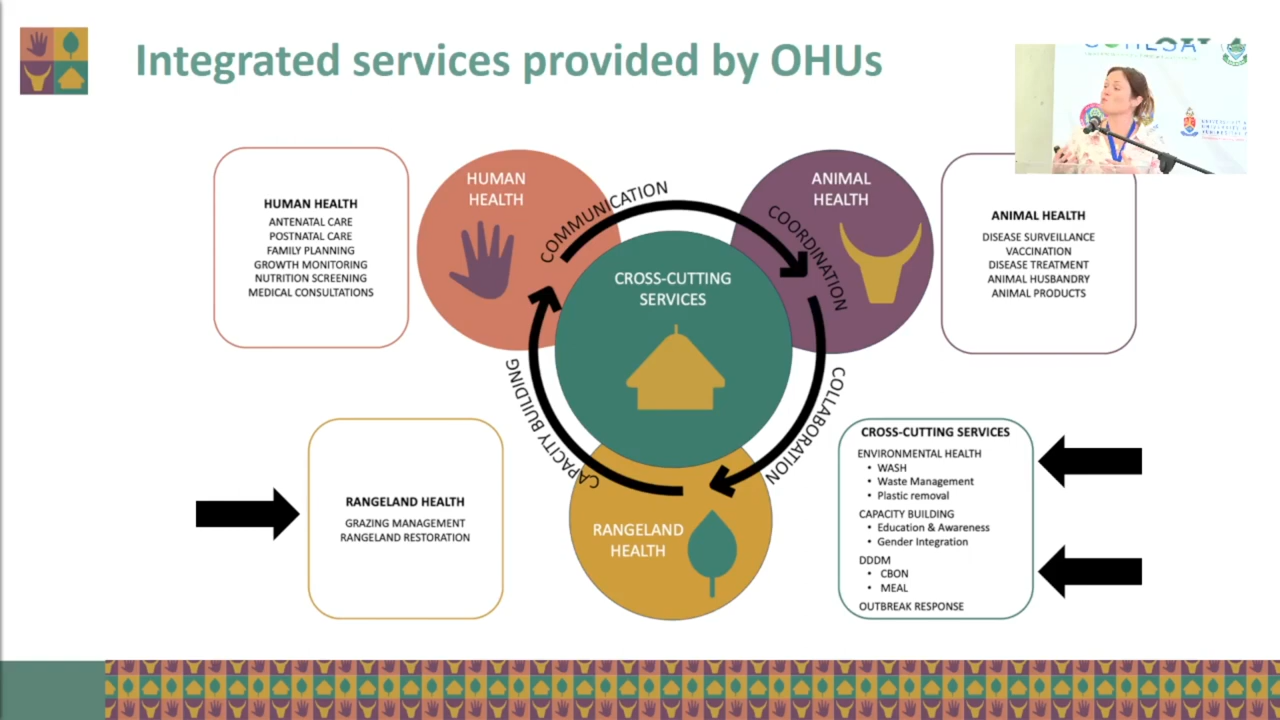 Integrated services provided by OHUs
HUMAN HEALTH
ANTENATAL CARE
POSTNATAL CARE
FAMILY PLANNING
GROWTH MONITORING
NUTRITION SCREENING
MEDICAL CONSULTATIONS
HUMAN
HEALTH
COMMUNICATION
ANIMAL
HEALTH
COORDINATION
ANIMAL HEALTH
DISEASE SURVEILLANCE
VACCINATION
DISEASE TREATMENT
ANIMAL HUSBANDRY
ANIMAL PRODUCTS
CROSS-CUTTING
SERVICES
CAPACITY BUILDING
COLLABORATION
RANGELAND HEALTH
GRAZING MANAGEMENT
RANGELAND RESTORATION
RANGELAND
HEALTH
CROSS-CUTTING SERVICES
ENVIRONMENTAL HEALTH
• WASH
• Waste Management
• Plastic removal
CAPACITY BUILDING
• Education & Awareness
• Gender Integration
DDDM
• CBON
• MEAL
OUTBREAK RESPONSE